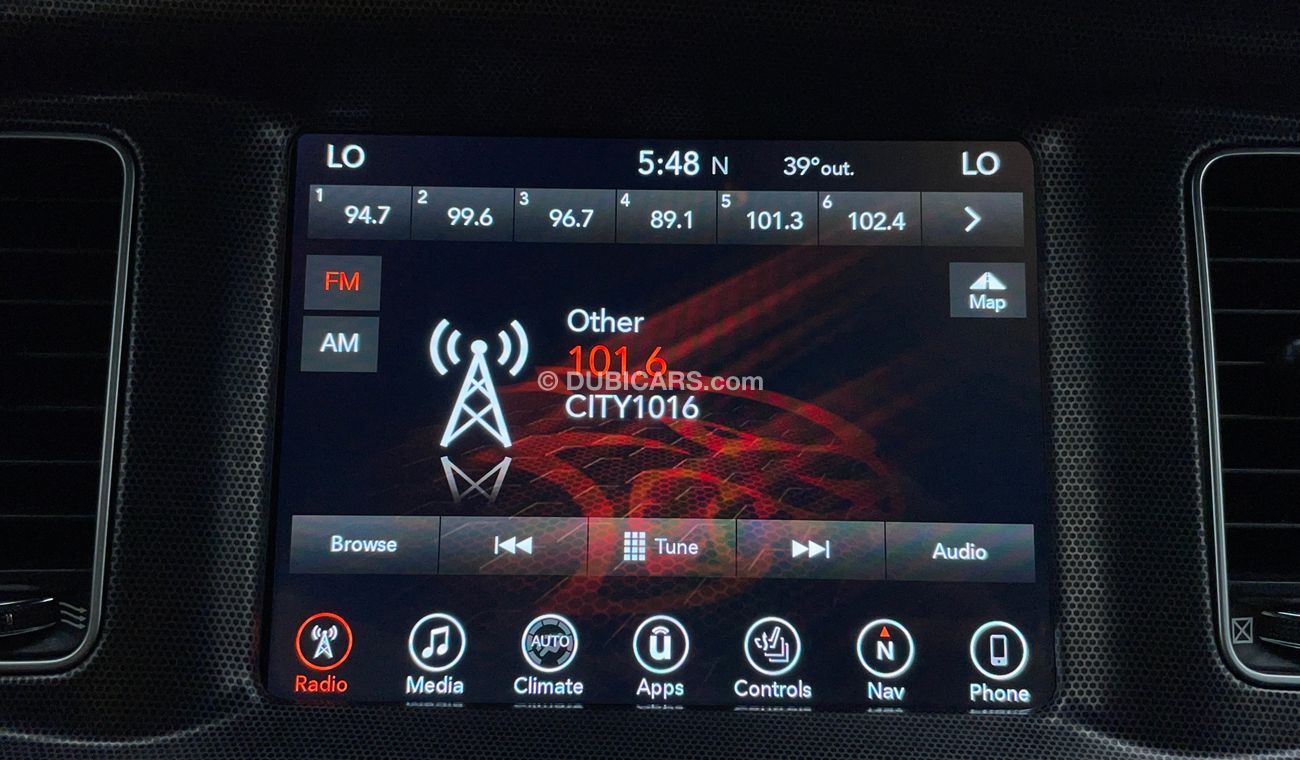 LO 5:48 N 39° out. LO
1 94.7 2 99.6 3 96.7 4 89.1 5 101.3 6 102.4
FM
Map
AM
Other
101.6
© DUBICARS.com
CITY1016
Browse Tune Audio
AUTO u N
Radio Media Climate Apps Controls Nav Phone